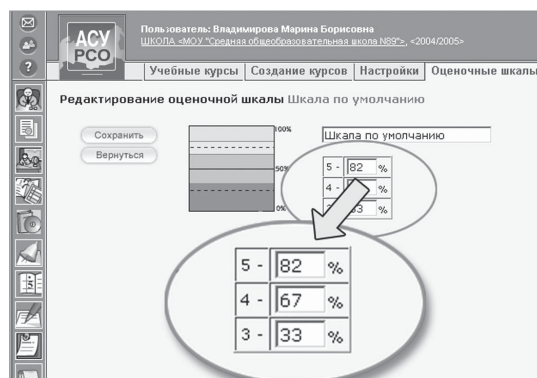 АСУ
РСО
Пользователь: Владимирова Марина Борисовна
ШКОЛА <МОУ "Средняя общеобразовательная школа N89">, <2004/2005>
?
Учебные курсы Создание курсов Настройки Оценочные шкалы
Редактирование оценочной шкалы Шкала по умолчанию
Сохранить
Вернуться
100%
50%
0%
Шкала по умолчанию
5 - 82 %
4 - %
33 %
5 - 82 %
4 - 67 %
3 - 33 %
5